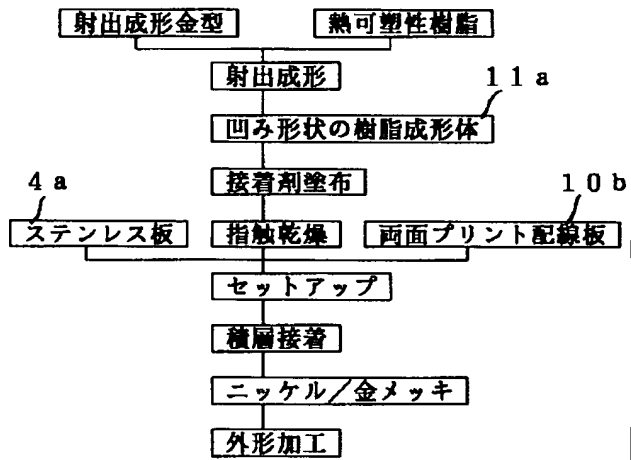 射出成形金型 熱可塑性樹脂
射出成形
11a
凹み形状の樹脂成形体
4a
接着剤塗布
10b
ステンレス板 指触乾燥 両面プリント配線板
セットアップ
積層接着
ニッケル／金メッキ
外形加工